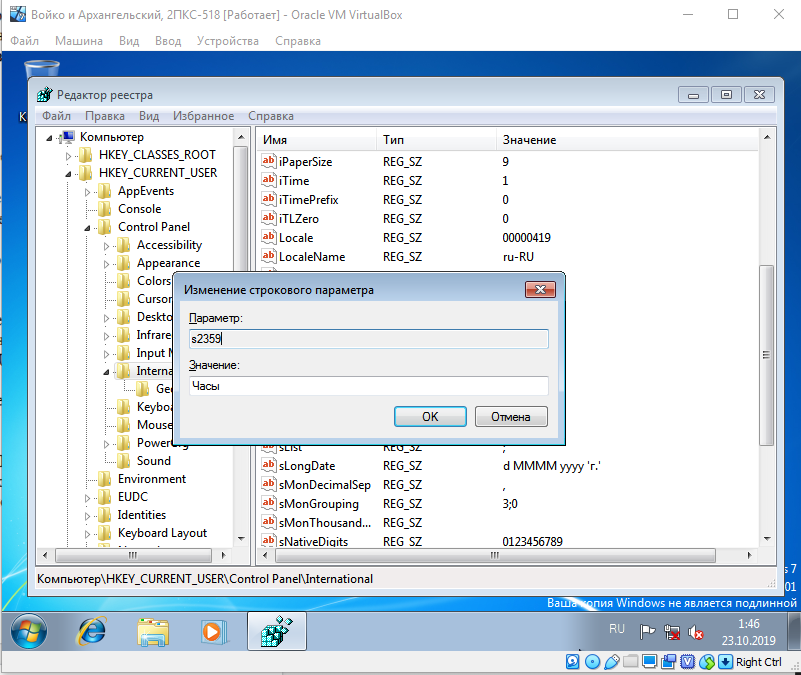 Войко и Архангельский, 2ПКС-518 [Работает] - Oracle VM VirtualBox
Файл Машина Вид Ввод Устройства Справка
Редактор реестра
Файл Правка Вид Избранное Справка
Компьютер
HKEY_CLASSES_ROOT
HKEY_CURRENT_USER
AppEvents
Console
Control Panel
Accessibility
Appearance
Colors
Cursor
Deskto
Infrare
Input M
Interna
Ge
Keyboa
Mouse
PowerCfg
Sound
Environment
EUDC
Identities
Keyboard Layout
Имя Тип Значение
iPaperSize REG_SZ 9
iTime REG_SZ 1
iTimePrefix REG_SZ 0
iTLZero REG_SZ 0
Locale REG_SZ 00000419
LocaleName REG_SZ ru-RU
Изменение строкового параметра
Параметр:
s2359
Значение:
Часы
OK Отмена
sList REG_SZ ;
sLongDate REG_SZ d MMMM yyyy 'г.'
sMonDecimalSep REG_SZ ,
sMonGrouping REG_SZ 3;0
sMonThousand... REG_SZ
sNativeDigits REG_SZ 0123456789
Компьютер\HKEY_CURRENT_USER\Control Panel\International
s 7
01
Ваша копия Windows не является подлинной
RU
1:46
23.10.2019
Right Ctrl